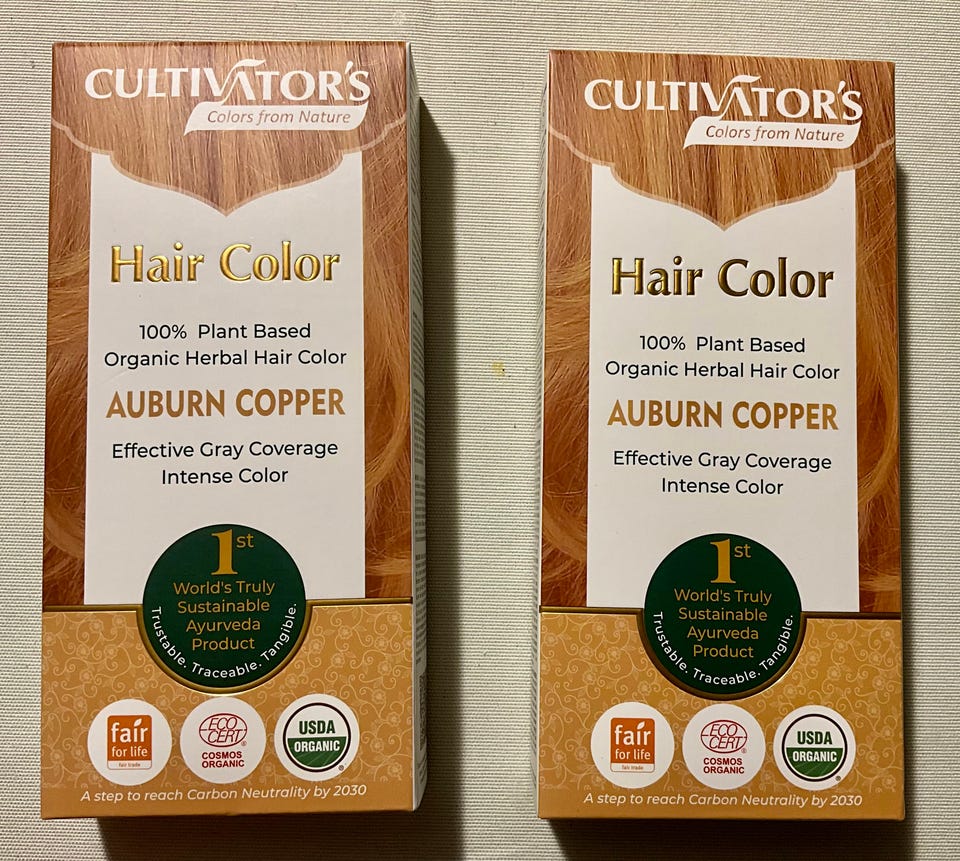 CULTIVATOR'S
Colors from Nature
Hair Color
100% Plant Based
Organic Herbal Hair Color
AUBURN COPPER
Effective Gray Coverage
Intense Color
1st
World's Truly
Sustainable
Ayurveda
Product
Trustable. Traceable. Tangible.
fair
for life
fair trade
ECO
CERT
®
COSMOS
ORGANIC
USDA
ORGANIC
®
A step to reach Carbon Neutrality by 2030
CULTIVATOR'S
Colors from Nature
Hair Color
100% Plant Based
Organic Herbal Hair Color
AUBURN COPPER
Effective Gray Coverage
Intense Color
1st
World's Truly
Sustainable
Ayurveda
Product
Trustable. Traceable. Tangible.
fair
for life
fair trade
ECO
CERT
®
COSMOS
ORGANIC
USDA
ORGANIC
®
A step to reach Carbon Neutrality by 2030